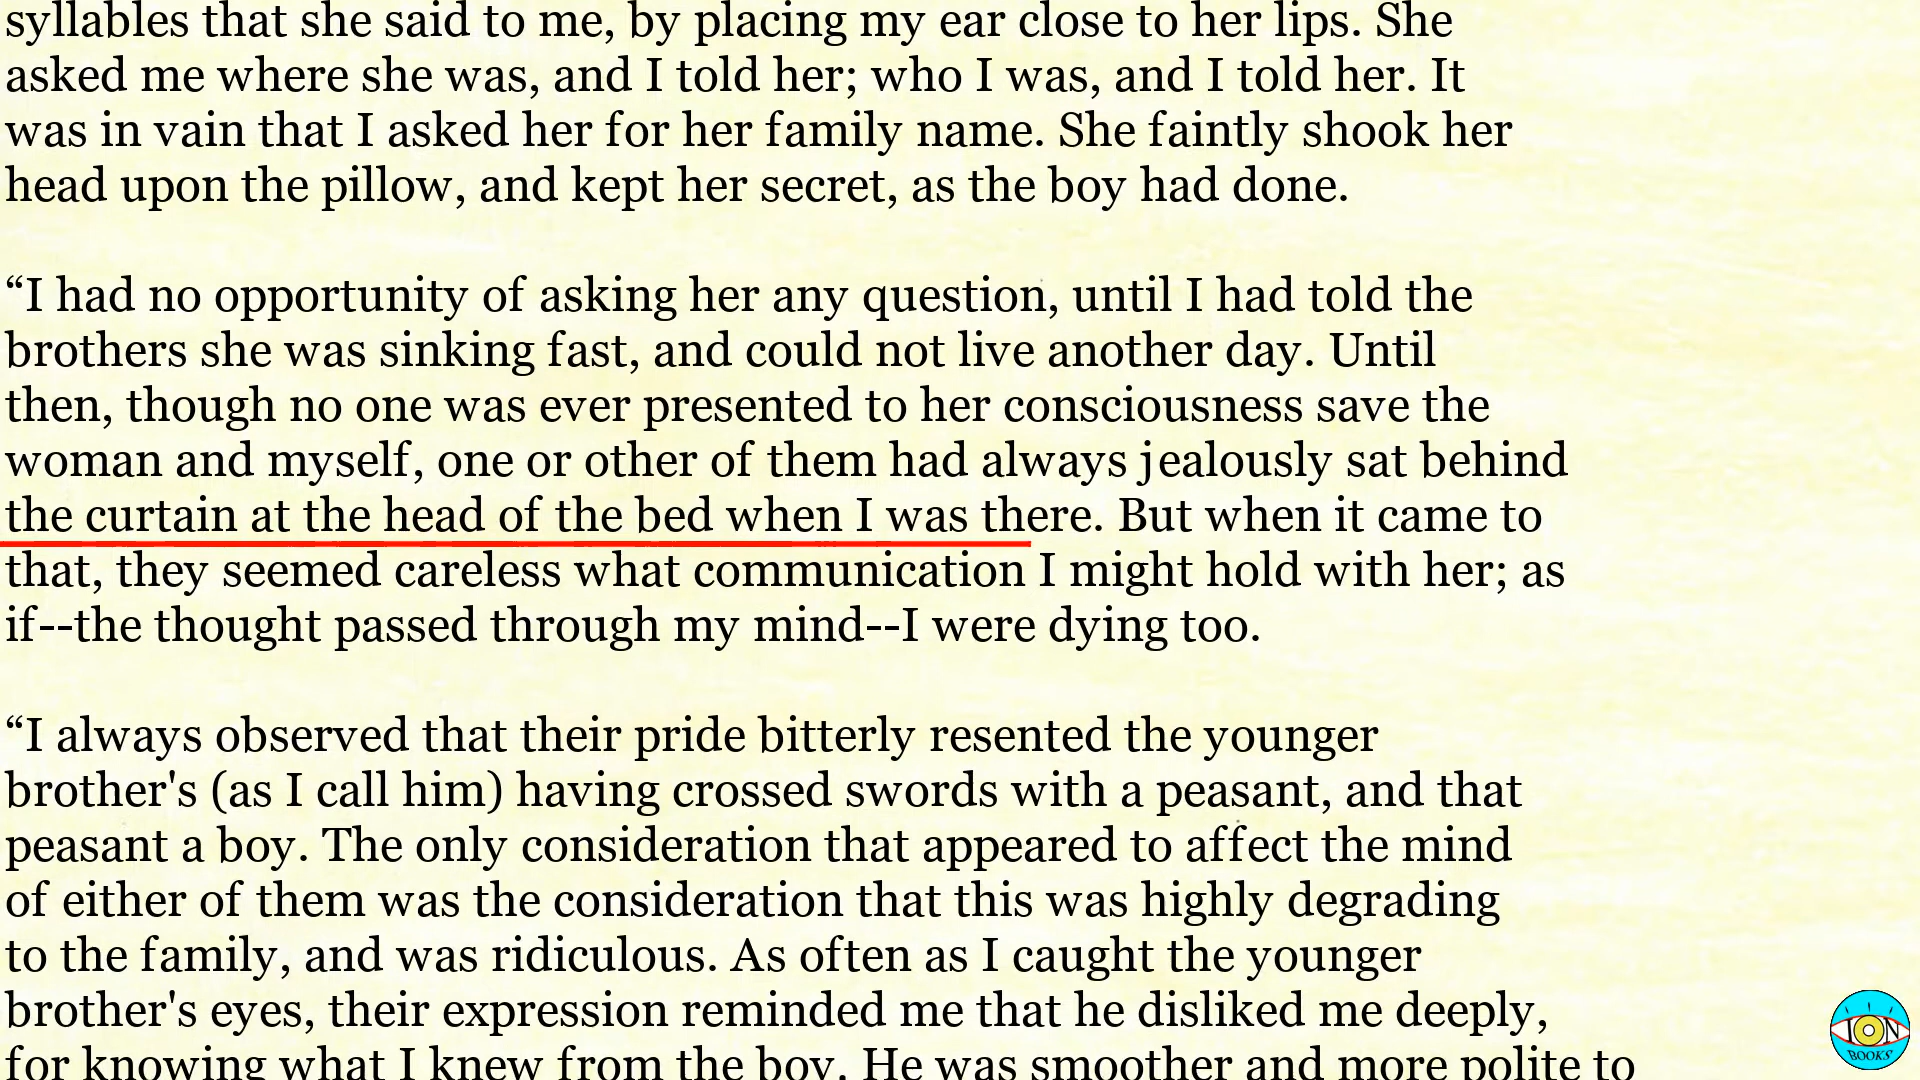 syllables that she said to me, by placing my ear close to her lips. She
asked me where she was, and I told her; who I was, and I told her. It
was in vain that I asked her for her family name. She faintly shook her
head upon the pillow, and kept her secret, as the boy had done.
“I had no opportunity of asking her any question, until I had told the
brothers she was sinking fast, and could not live another day. Until
then, though no one was ever presented to her consciousness save the
woman and myself, one or other of them had always jealously sat behind
the curtain at the head of the bed when I was there. But when it came to
that, they seemed careless what communication I might hold with her; as
if--the thought passed through my mind--I were dying too.
“I always observed that their pride bitterly resented the younger
brother's (as I call him) having crossed swords with a peasant, and that
peasant a boy. The only consideration that appeared to affect the mind
of either of them was the consideration that this was highly degrading
to the family, and was ridiculous. As often as I caught the younger
brother's eyes, their expression reminded me that he disliked me deeply,
for knowing what I knew from the boy. He was smoother and more polite to
ION
BOOKS